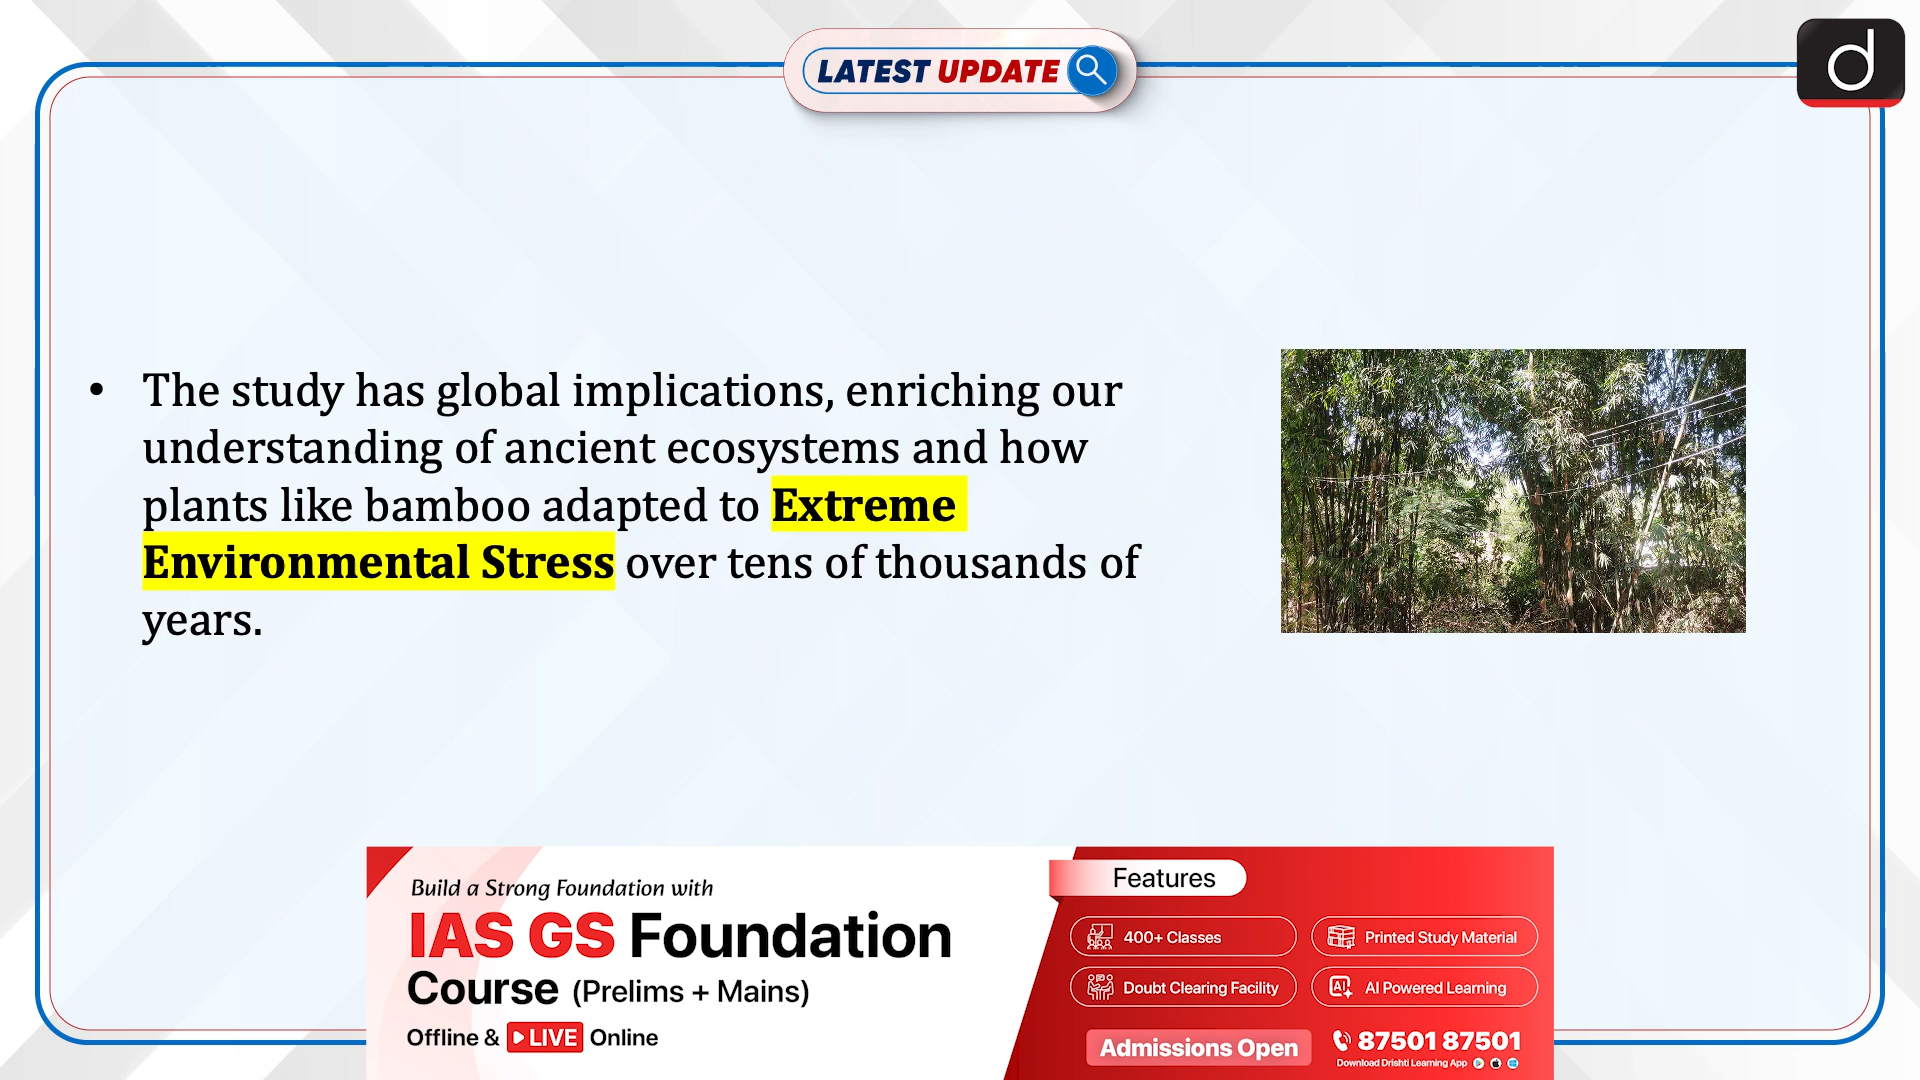 LATEST UPDATE
d
• The study has global implications, enriching our
understanding of ancient ecosystems and how
plants like bamboo adapted to Extreme
Environmental Stress over tens of thousands of
years.
Build a Strong Foundation with
IAS GS Foundation
Course (Prelims + Mains)
Offline & LIVE Online
Features
400+ Classes
Printed Study Material
Doubt Clearing Facility
AI Powered Learning
Admissions Open
87501 87501
Download Drishti Learning App